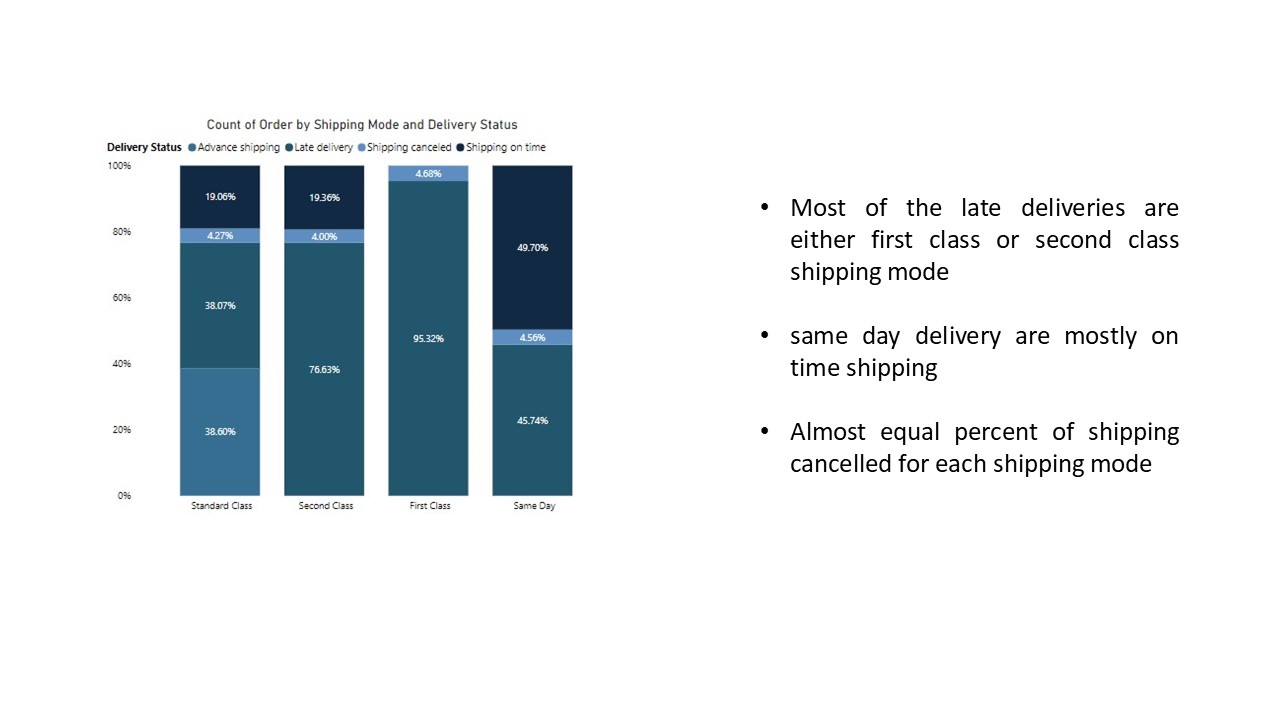 Count of Order by Shipping Mode and Delivery Status
Delivery Status Advance shipping Late delivery Shipping canceled Shipping on time
100%
80%
60%
40%
20%
0%
19.06%
4.27%
38.07%
38.60%
19.36%
4.00%
76.63%
4.68%
95.32%
49.70%
4.56%
45.74%
Standard Class
Second Class
First Class
Same Day
• Most of the late deliveries are
either first class or second class
shipping mode
• same day delivery are mostly on
time shipping
• Almost equal percent of shipping
cancelled for each shipping mode